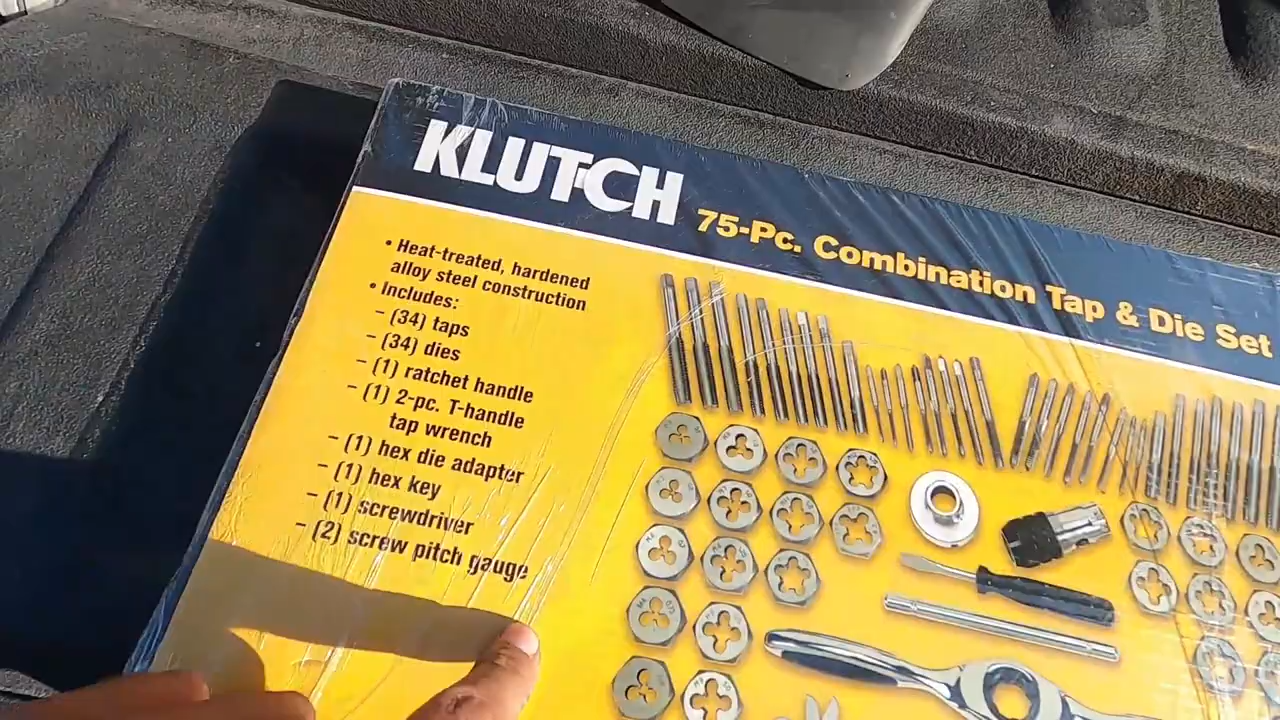 KLUTCH
75-Pc. Combination Tap & Die Set
• Heat-treated, hardened
alloy steel construction
• Includes:
– (34) taps
– (34) dies
– (1) ratchet handle
– (1) 2-pc. T-handle
tap wrench
– (1) hex die adapter
– (1) hex key
– (1) screwdriver
– (2) screw pitch gauge